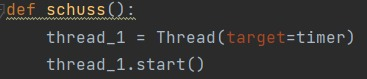 def schuss():
    thread_1 = Thread(target=timer)
    thread_1.start()